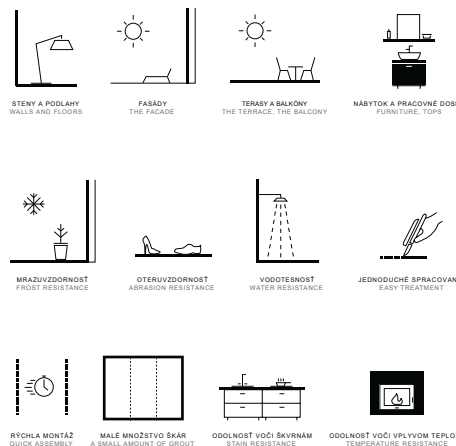 STENY A PODLAHY
WALLS AND FLOORS
FASÁDY
THE FACADE
TERASY A BALKÓNY
THE TERRACE, THE BALCONY
NÁBYTOK A PRACOVNÉ DOS
FURNITURE, TOPS
MRAZUVZDORNOSŤ
FROST RESISTANCE
OTERUVZDORNOSŤ
ABRASION RESISTANCE
VODOTESNOSŤ
WATER RESISTANCE
JEDNODUCHÉ SPRACOVAN
EASY TREATMENT
RÝCHLA MONTÁŽ
QUICK ASSEMBLY
MALÉ MNOŽSTVO ŠKÁR
A SMALL AMOUNT OF GROUT
ODOLNOSŤ VOČI ŠKVRNÁM
STAIN RESISTANCE
ODOLNOSŤ VOČI VPLYVOM TEPLO
TEMPERATURE RESISTANCE